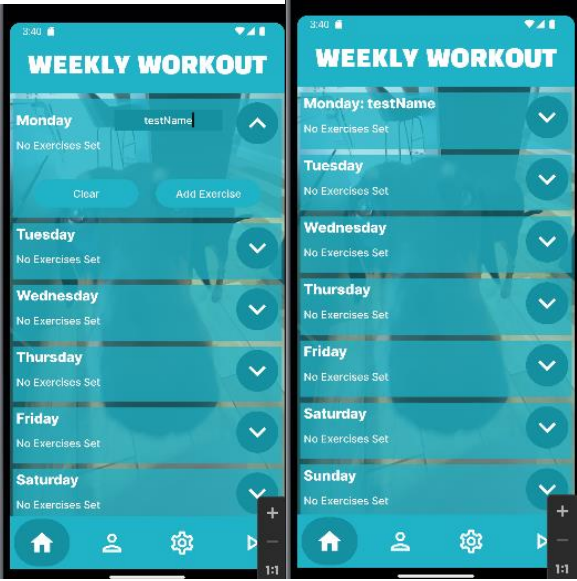 3:40
WEEKLY WORKOUT
Monday
testName
No Exercises Set
Clear
Add Exercise
Tuesday
No Exercises Set
Wednesday
No Exercises Set
Thursday
No Exercises Set
Friday
No Exercises Set
Saturday
No Exercises Set
1:1
3:40
WEEKLY WORKOUT
Monday: testName
No Exercises Set
Tuesday
No Exercises Set
Wednesday
No Exercises Set
Thursday
No Exercises Set
Friday
No Exercises Set
Saturday
No Exercises Set
Sunday
No Exercises Set
1:1